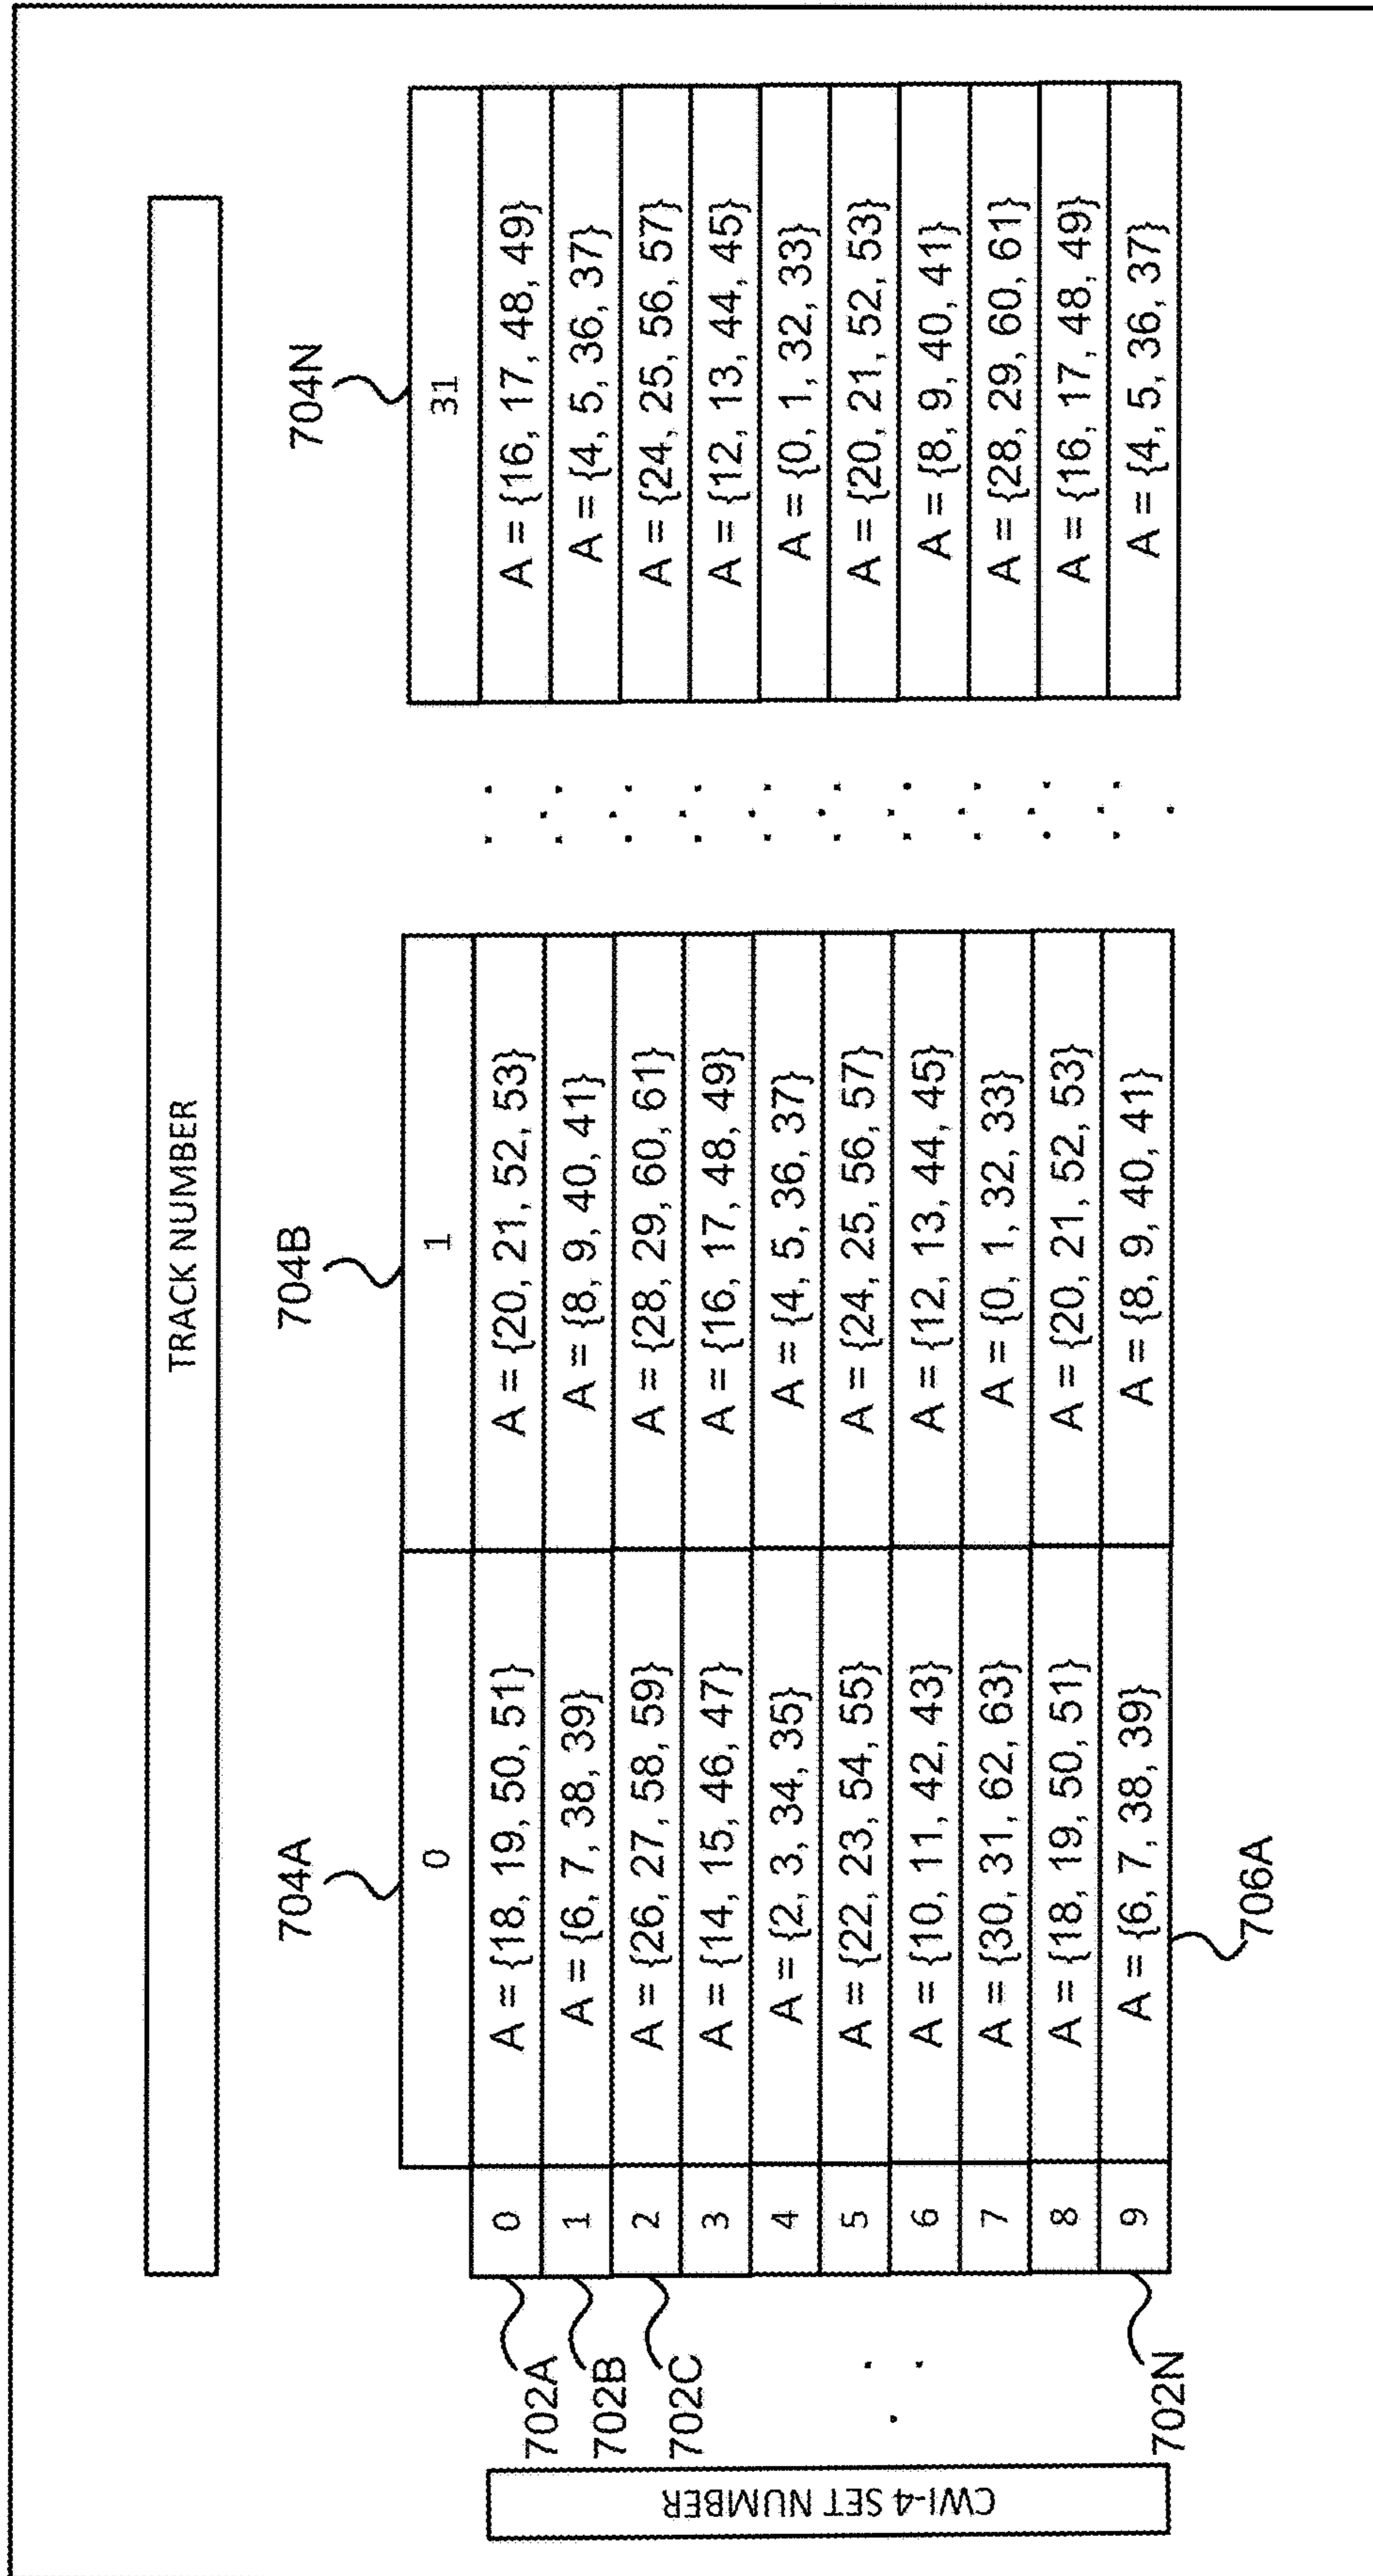 TRACK NUMBER
704A 704B 704N
0 1 31
CWI-4 SET NUMBER
702A 0 A = {18, 19, 50, 51} A = {20, 21, 52, 53} A = {16, 17, 48, 49}
702B 1 A = {6, 7, 38, 39} A = {8, 9, 40, 41} A = {4, 5, 36, 37}
702C 2 A = {26, 27, 58, 59} A = {28, 29, 60, 61} A = {24, 25, 56, 57}
3 A = {14, 15, 46, 47} A = {16, 17, 48, 49} A = {12, 13, 44, 45}
4 A = {2, 3, 34, 35} A = {4, 5, 36, 37} A = {0, 1, 32, 33}
5 A = {22, 23, 54, 55} A = {24, 25, 56, 57} A = {20, 21, 52, 53}
6 A = {10, 11, 42, 43} A = {12, 13, 44, 45} A = {8, 9, 40, 41}
7 A = {30, 31, 62, 63} A = {0, 1, 32, 33} A = {28, 29, 60, 61}
8 A = {18, 19, 50, 51} A = {20, 21, 52, 53} A = {16, 17, 48, 49}
702N 9 A = {6, 7, 38, 39} A = {8, 9, 40, 41} A = {4, 5, 36, 37}
706A